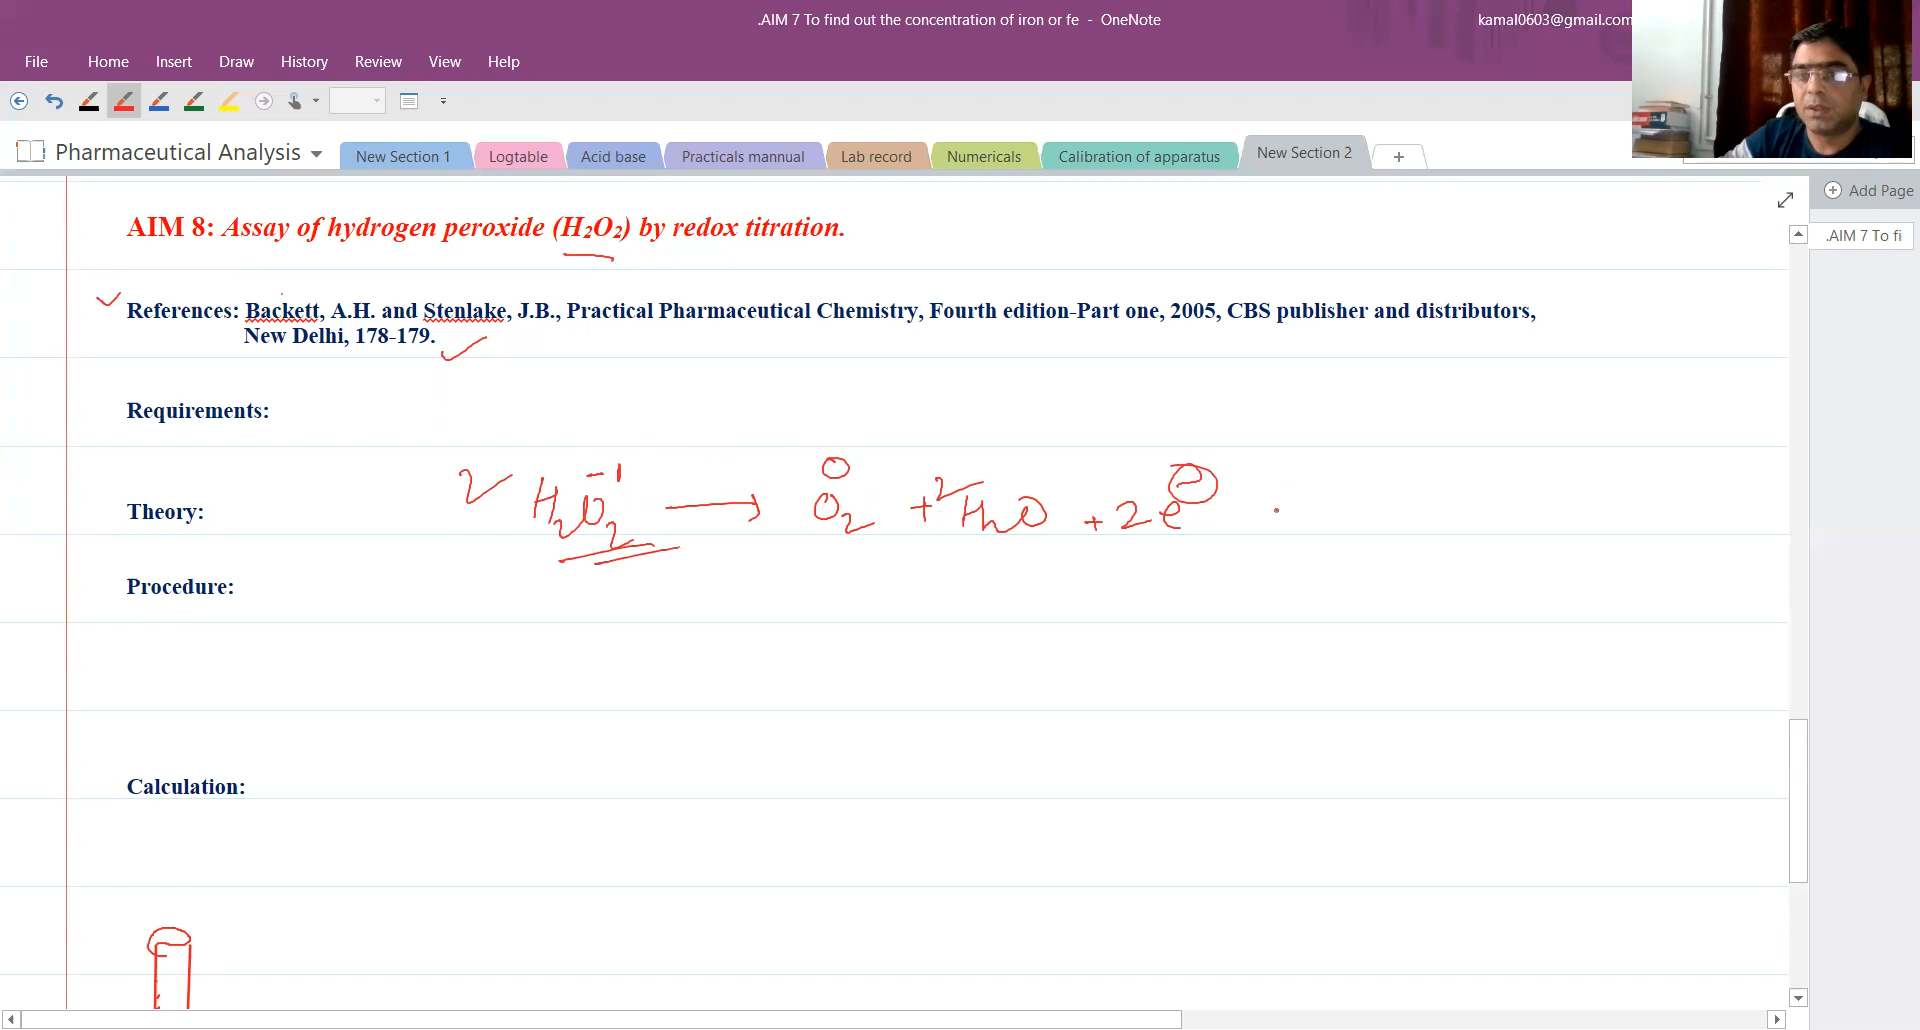 .AIM 7 To find out the concentration of iron or fe - OneNote
kamal0603@gmail.com
File Home Insert Draw History Review View Help
Pharmaceutical Analysis
New Section 1 Logtable Acid base Practicals mannual Lab record Numericals Calibration of apparatus New Section 2 +
Add Page
.AIM 7 To fi
AIM 8: Assay of hydrogen peroxide (H₂O₂) by redox titration.
References: Backett, A.H. and Stenlake, J.B., Practical Pharmaceutical Chemistry, Fourth edition-Part one, 2005, CBS publisher and distributors,
New Delhi, 178-179.
Requirements:
-1 0
2 H₂O₂ → O₂ + 2H₂O + 2e⁻
Theory:
Procedure:
Calculation: